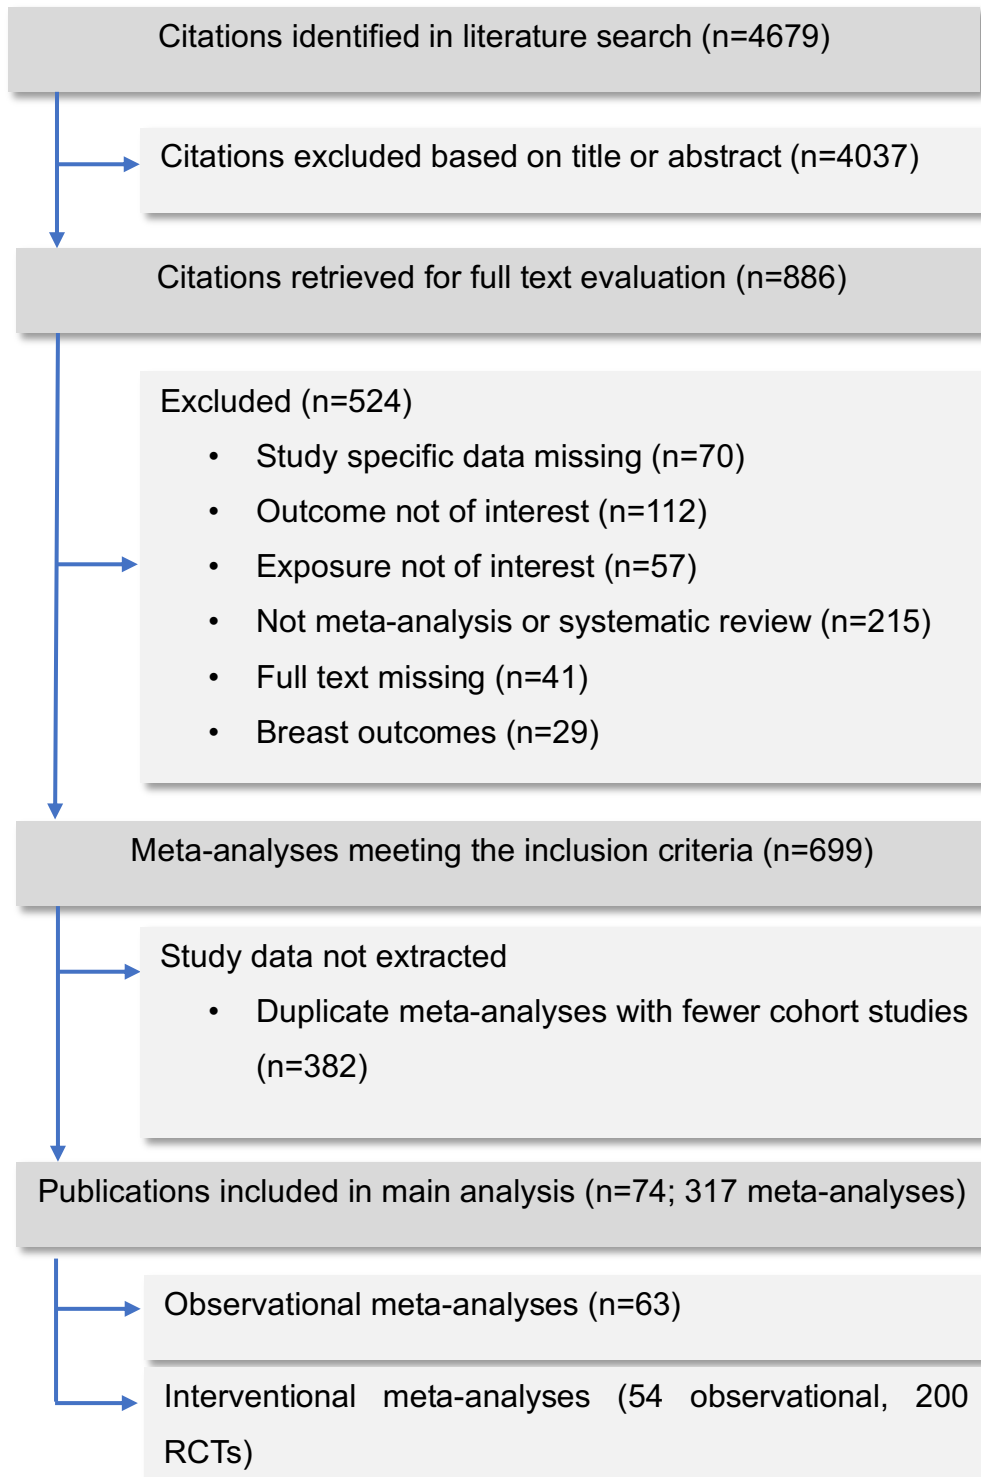 Citations identified in literature search (n=4679)
Citations excluded based on title or abstract (n=4037)
Citations retrieved for full text evaluation (n=886)
Excluded (n=524)
• Study specific data missing (n=70)
• Outcome not of interest (n=112)
• Exposure not of interest (n=57)
• Not meta-analysis or systematic review (n=215)
• Full text missing (n=41)
• Breast outcomes (n=29)
Meta-analyses meeting the inclusion criteria (n=699)
Study data not extracted
• Duplicate meta-analyses with fewer cohort studies
(n=382)
Publications included in main analysis (n=74; 317 meta-analyses)
Observational meta-analyses (n=63)
Interventional meta-analyses (54 observational, 200
RCTs)